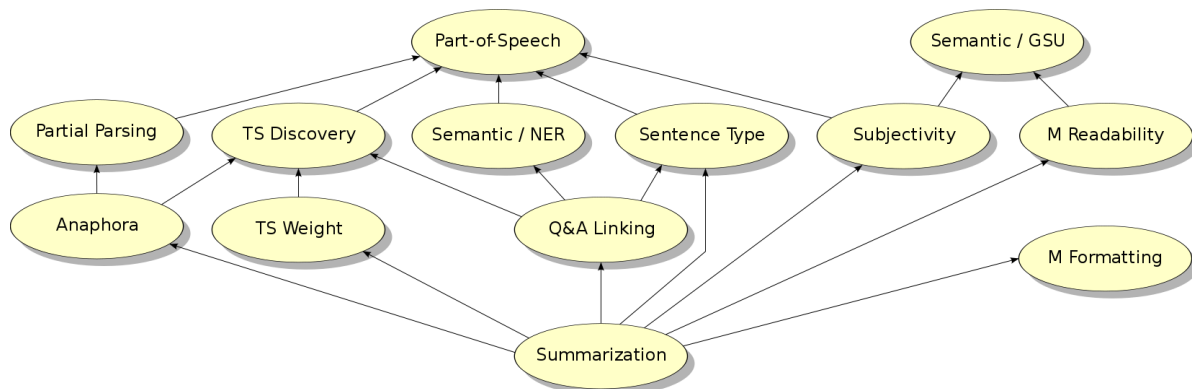 Part-of-Speech
Semantic / GSU
Partial Parsing
TS Discovery
Semantic / NER
Sentence Type
Subjectivity
M Readability
Anaphora
TS Weight
Q&A Linking
M Formatting
Summarization